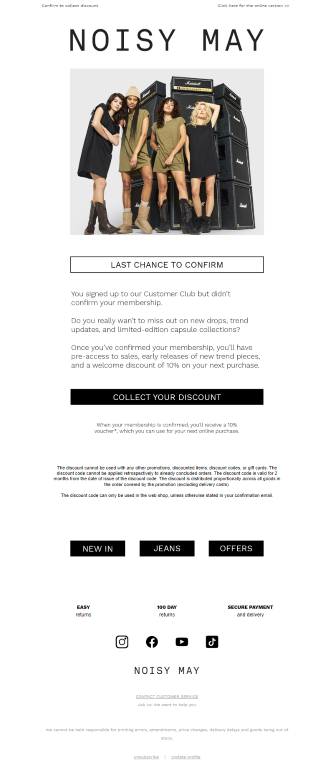 Confirm to collect discount
Click here for the online version >>
NOISY MAY
Marshall
LAST CHANCE TO CONFIRM
You signed up to our Customer Club but didn't
confirm your membership.
Do you really wan't to miss out on new drops, trend
updates, and limited-edition capsule collections?
Once you've confirmed your membership, you'll have
pre-access to sales, early releases of new trend pieces,
and a welcome discount of 10% on your next purchase.
COLLECT YOUR DISCOUNT
When your membership is confirmed, you'll receive a 10%
voucher*, which you can use for your next online purchase.
The discount cannot be used with any other promotions, discounted items, discount codes, or gift cards. The
discount code cannot be applied retrospectively to already concluded orders. The discount code is valid for 2
months from the date of issue of the discount code. The discount is distributed proportionally across all goods in
the order covered by the promotion (excluding delivery costs)
The discount code can only be used in the web shop, unless otherwise stated in your confirmation email.
NEW IN
JEANS
OFFERS
EASY
returns
100 DAY
returns
SECURE PAYMENT
and delivery
NOISY MAY
CONTACT CUSTOMER SERVICE
Ask us! We want to help you
We cannot be held responsible for printing errors, amendments, price changes, delivery delays and goods being out of
stock.
Unsubscribe | Update profile